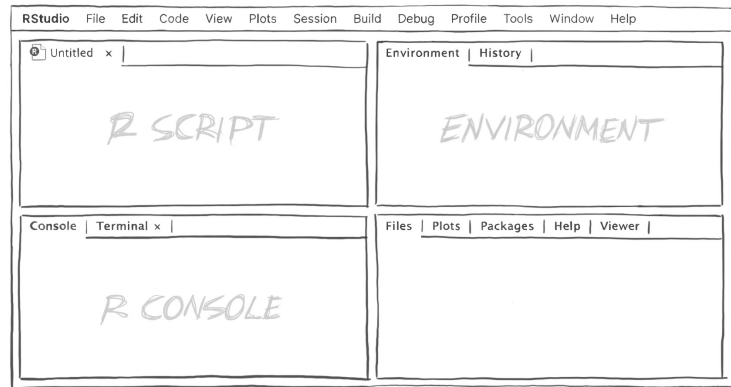 RStudio File Edit Code View Plots Session Build Debug Profile Tools Window Help
R Untitled × |
R SCRIPT
Environment | History |
ENVIRONMENT
Console | Terminal × |
R CONSOLE
Files | Plots | Packages | Help | Viewer |